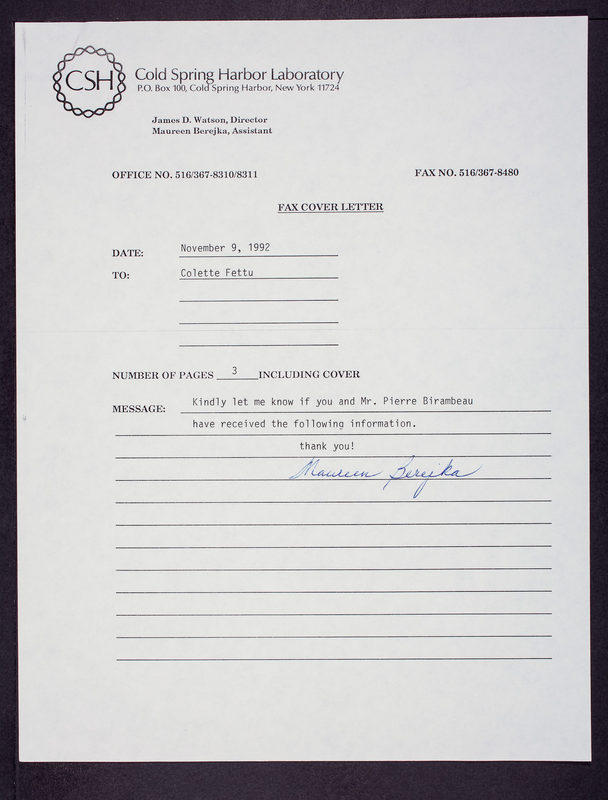 CSH
Cold Spring Harbor Laboratory
P.O. Box 100, Cold Spring Harbor, New York 11724
James D. Watson, Director
Maureen Berejka, Assistant
OFFICE NO. 516/367-8310/8311
FAX NO. 516/367-8480
FAX COVER LETTER
DATE: November 9, 1992
TO: Colette Fettu
NUMBER OF PAGES 3 INCLUDING COVER
MESSAGE: Kindly let me know if you and Mr. Pierre Birambeau
have received the following information.
thank you!
Maureen Berejka